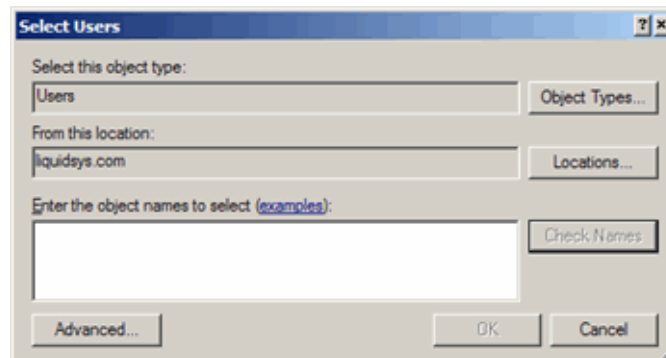 Select Users
Select this object type:
Users
Object Types...
From this location:
liquidsys.com
Locations...
Enter the object names to select (examples):
Check Names
Advanced...
OK
Cancel